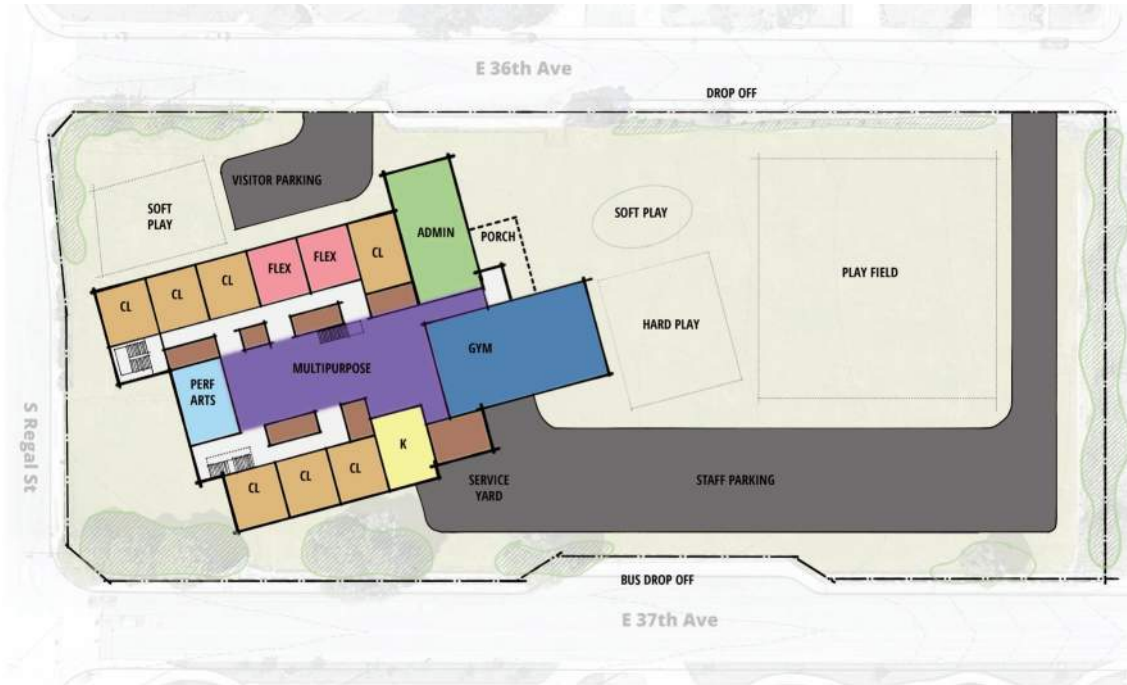 E 36th Ave
DROP OFF
VISITOR PARKING
SOFT
PLAY
SOFT PLAY
ADMIN
PORCH
CL
FLEX
FLEX
CL
CL
CL
PLAY FIELD
HARD PLAY
GYM
MULTIPURPOSE
PERF
ARTS
S Regal St
K
CL
CL
CL
SERVICE
YARD
STAFF PARKING
BUS DROP OFF
E 37th Ave